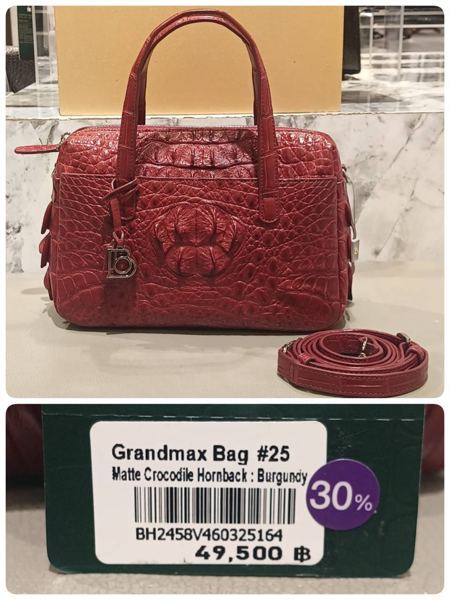 B
Grandmax Bag #25
Matte Crocodile Hornback : Burgundy
30%
BH2458V460325164
49,500 ฿